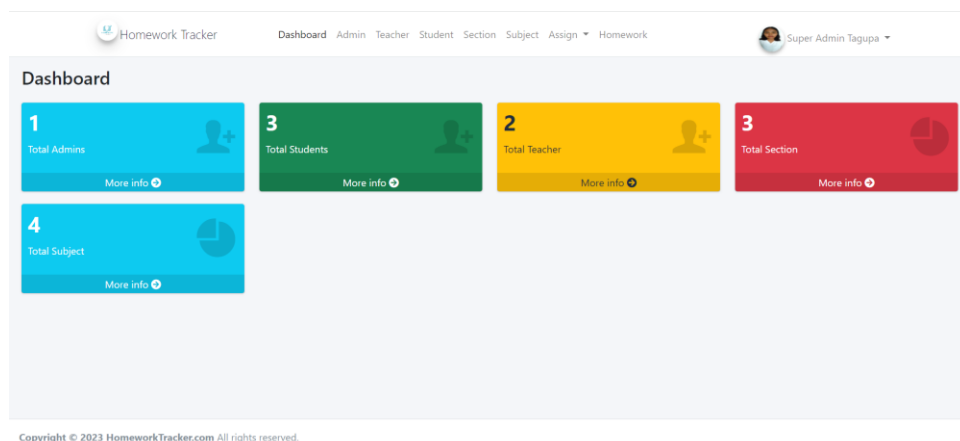 Homework Tracker
Dashboard Admin Teacher Student Section Subject Assign Homework
Super Admin Tagupa
Dashboard
1
Total Admins
More info
3
Total Students
More info
2
Total Teacher
More info
3
Total Section
More info
4
Total Subject
More info
Copyright © 2023 HomeworkTracker.com All rights reserved.